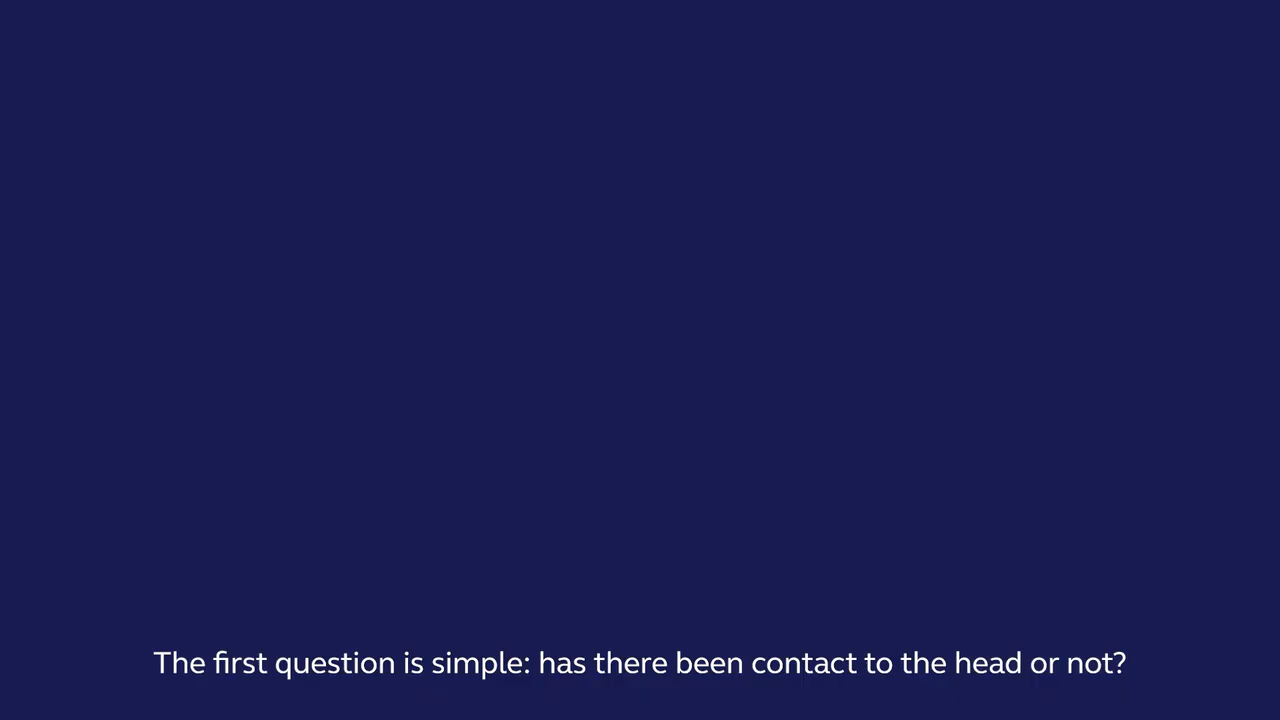 The first question is simple: has there been contact to the head or not?